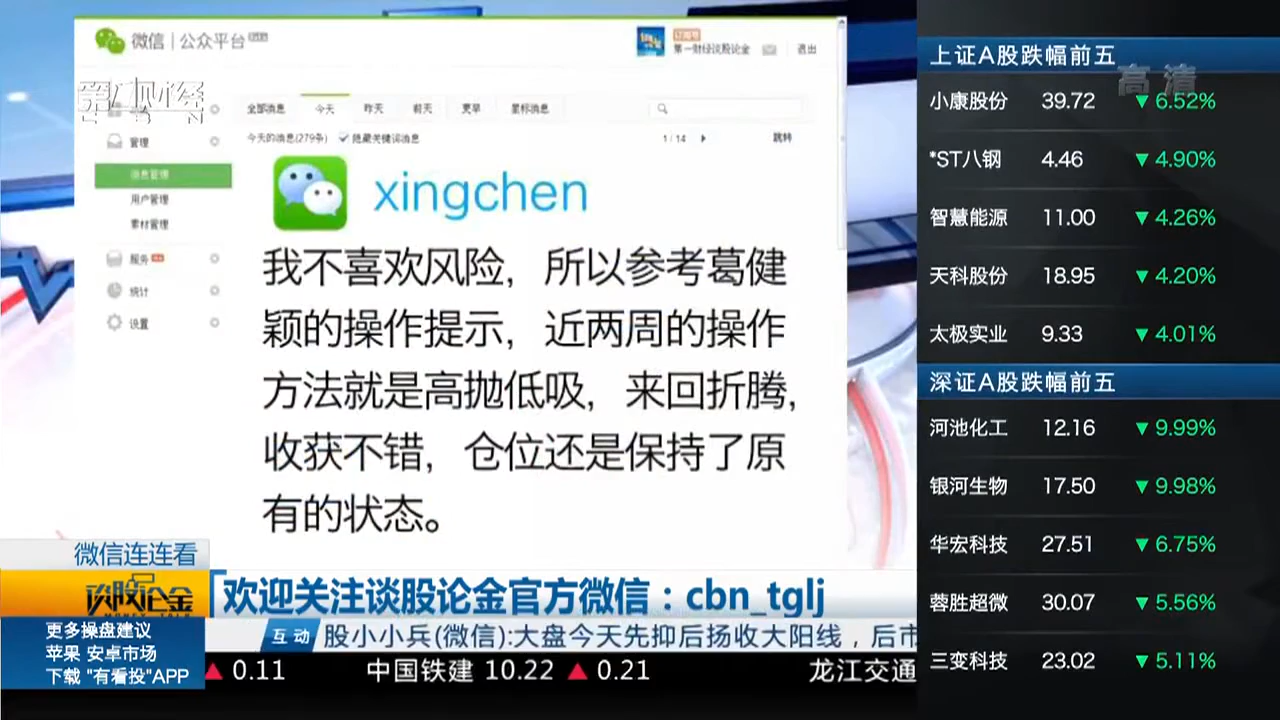 微信 | 公众平台
订阅号
第一财经谈股论金
退出
第一财经
高清
全部消息 今天 昨天 前天 更早 星标消息
今天的消息(279条) 隐藏关键词消息 1 / 14 跳转
管理
消息管理
用户管理
素材管理
服务
统计
设置
xingchen
我不喜欢风险，所以参考葛健
颖的操作提示，近两周的操作
方法就是高抛低吸，来回折腾，
收获不错，仓位还是保持了原
有的状态。
微信连连看
谈股论金
欢迎关注谈股论金官方微信：cbn_tglj
互动 股小小兵(微信):大盘今天先抑后扬收大阳线，后市
更多操盘建议
苹果 安卓市场
下载 "有看投"APP
▲ 0.11 中国铁建 10.22 ▲ 0.21 龙江交通
上证A股跌幅前五
小康股份 39.72 ▼6.52%
*ST八钢 4.46 ▼4.90%
智慧能源 11.00 ▼4.26%
天科股份 18.95 ▼4.20%
太极实业 9.33 ▼4.01%
深证A股跌幅前五
河池化工 12.16 ▼9.99%
银河生物 17.50 ▼9.98%
华宏科技 27.51 ▼6.75%
蓉胜超微 30.07 ▼5.56%
三变科技 23.02 ▼5.11%